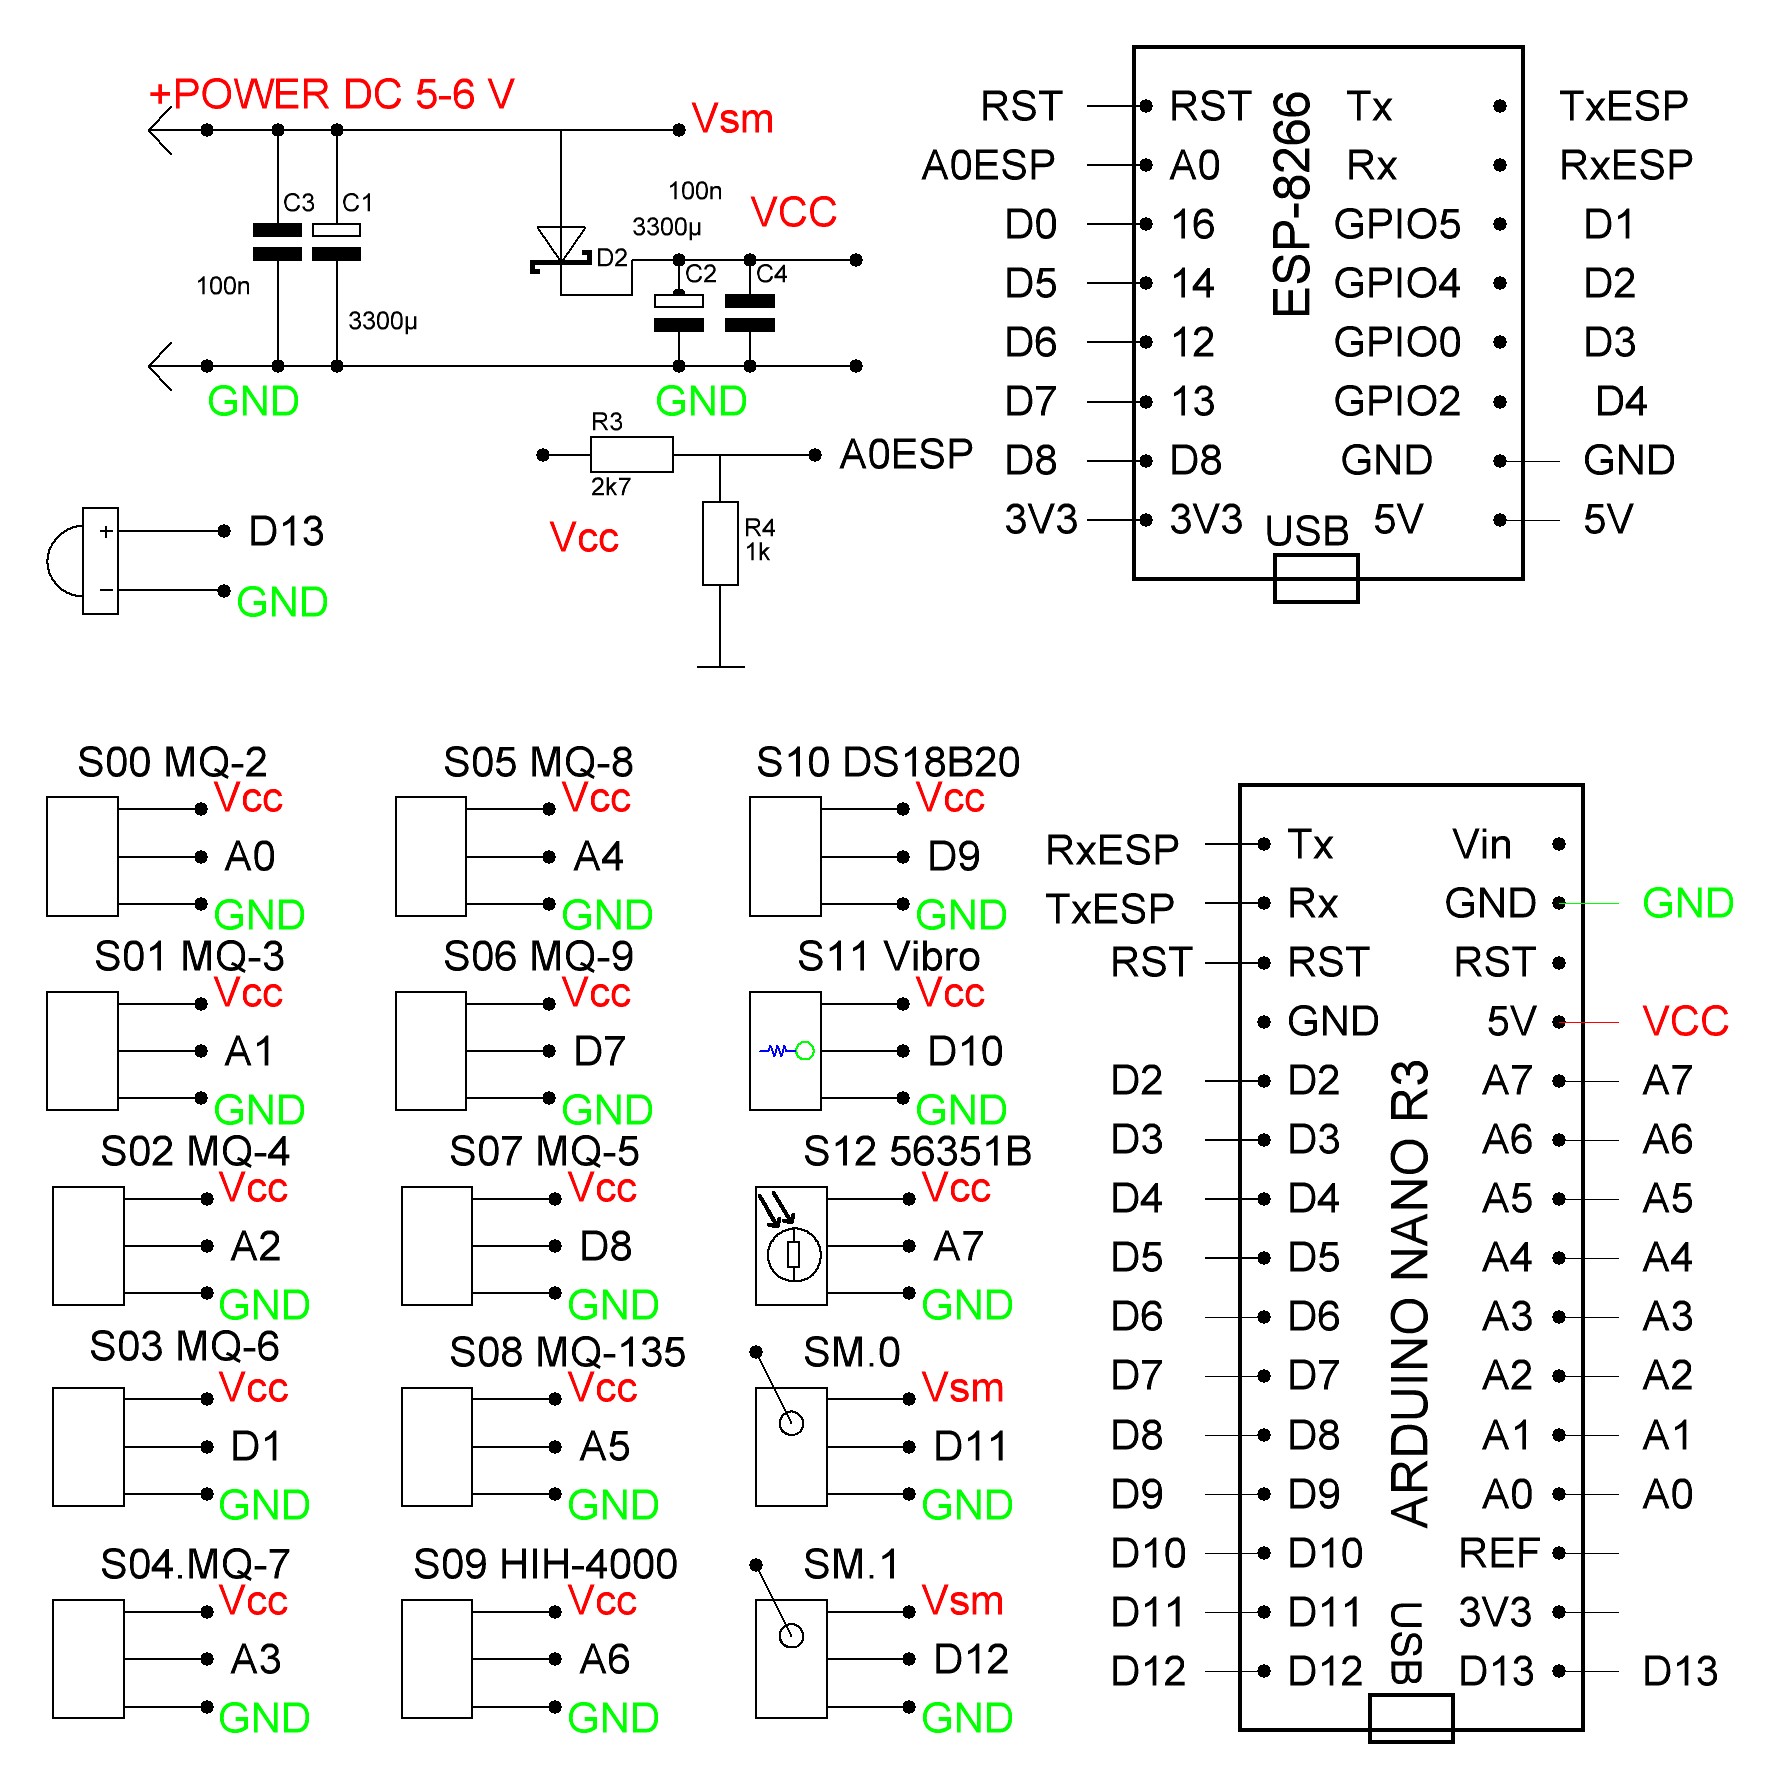 +POWER DC 5-6 V
Vsm
C3
C1
100n
3300µ
100n
3300µ
VCC
D2
C2
C4
GND
GND
R3
2k7
A0ESP
Vcc
R4
1k
+
D13
−
GND
ESP-8266
RST RST Tx TxESP
A0ESP A0 Rx RxESP
D0 16 GPIO5 D1
D5 14 GPIO4 D2
D6 12 GPIO0 D3
D7 13 GPIO2 D4
D8 D8 GND GND
3V3 3V3 5V 5V
USB
S00 MQ-2
Vcc
A0
GND
S01 MQ-3
Vcc
A1
GND
S02 MQ-4
Vcc
A2
GND
S03 MQ-6
Vcc
D1
GND
S04.MQ-7
Vcc
A3
GND
S05 MQ-8
Vcc
A4
GND
S06 MQ-9
Vcc
D7
GND
S07 MQ-5
Vcc
D8
GND
S08 MQ-135
Vcc
A5
GND
S09 HIH-4000
Vcc
A6
GND
S10 DS18B20
Vcc
D9
GND
S11 Vibro
Vcc
D10
GND
S12 56351B
Vcc
A7
GND
SM.0
Vsm
D11
GND
SM.1
Vsm
D12
GND
ARDUINO NANO R3
RxESP Tx Vin
TxESP Rx GND GND
RST RST RST
GND 5V VCC
D2 D2 A7 A7
D3 D3 A6 A6
D4 D4 A5 A5
D5 D5 A4 A4
D6 D6 A3 A3
D7 D7 A2 A2
D8 D8 A1 A1
D9 D9 A0 A0
D10 D10 REF
D11 D11 3V3
D12 D12 D13 D13
USB